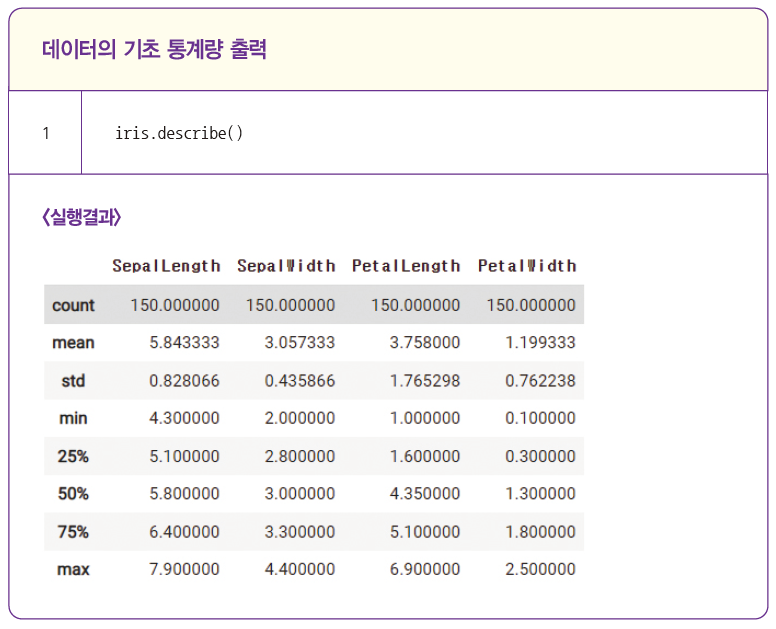 데이터의 기초 통계량 출력
1 iris.describe()
〈실행결과〉
SepalLength SepalWidth PetalLength PetalWidth
count 150.000000 150.000000 150.000000 150.000000
mean 5.843333 3.057333 3.758000 1.199333
std 0.828066 0.435866 1.765298 0.762238
min 4.300000 2.000000 1.000000 0.100000
25% 5.100000 2.800000 1.600000 0.300000
50% 5.800000 3.000000 4.350000 1.300000
75% 6.400000 3.300000 5.100000 1.800000
max 7.900000 4.400000 6.900000 2.500000